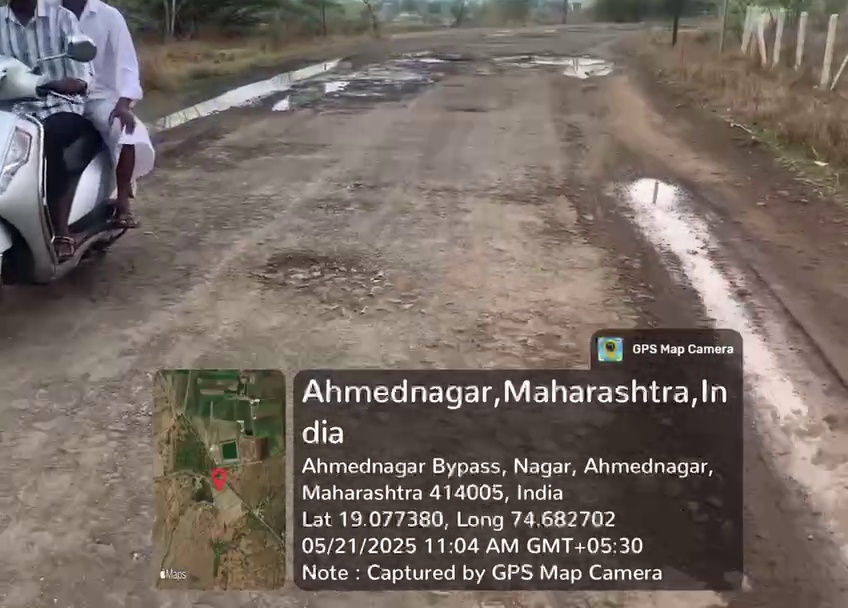 GPS Map Camera
Ahmednagar,Maharashtra,In
dia
Ahmednagar Bypass, Nagar, Ahmednagar,
Maharashtra 414005, India
Lat 19.077380, Long 74.682702
05/21/2025 11:04 AM GMT+05:30
Note : Captured by GPS Map Camera
Maps